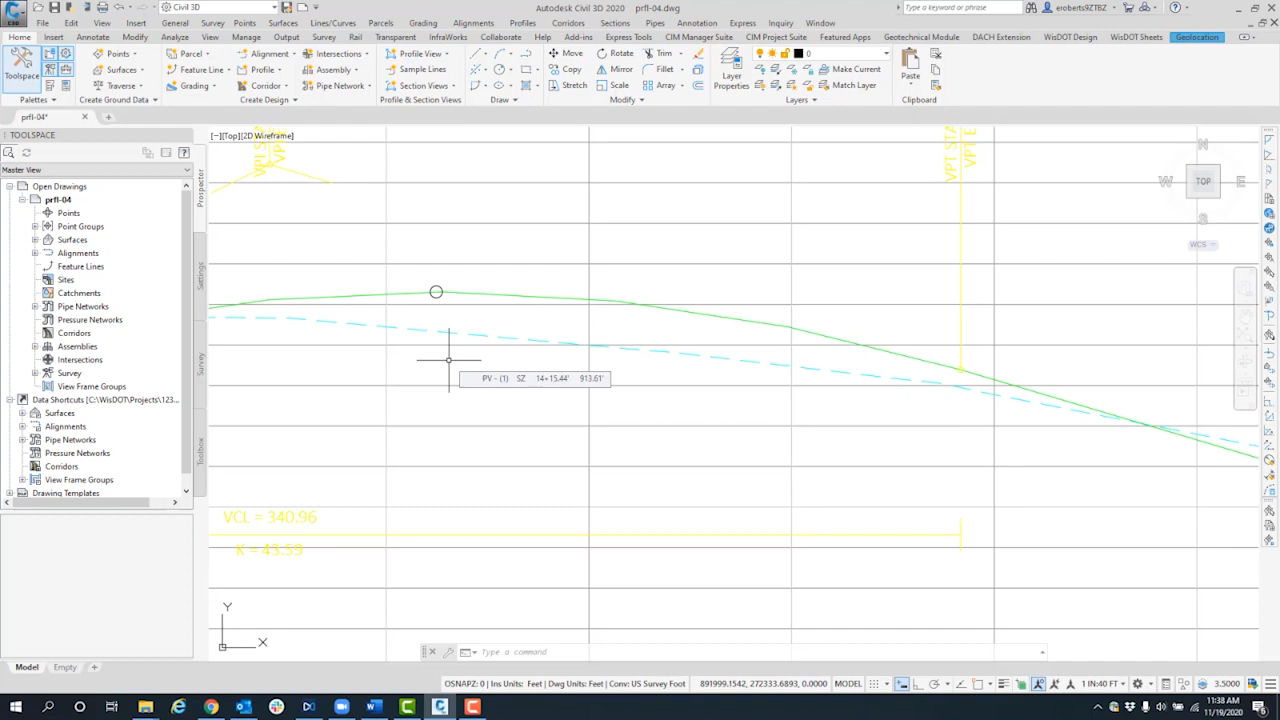 Civil 3D
Autodesk Civil 3D 2020 prfl-04.dwg
Type a keyword or phrase
eroberts9ZTBZ
Home Insert Annotate Modify Analyze View Manage Output Survey Rail Transparent InfraWorks Collaborate Help Add-ins Express Tools CIM Manager Suite CIM Project Suite Featured Apps Geotechnical Module DACH Extension WisDOT Design WisDOT Sheets Geolocation
File Edit View Insert General Survey Points Surfaces Lines/Curves Parcels Grading Alignments Profiles Corridors Sections Pipes Annotation Express Inquiry Window
Toolspace
Points Parcel Alignment Intersections Profile View Move Rotate Trim 0
Surfaces Feature Line Profile Assembly Sample Lines Copy Mirror Fillet Make Current
Traverse Grading Corridor Pipe Network Section Views Stretch Scale Array Match Layer
Layer Properties
Paste
Palettes Create Ground Data Create Design Profile & Section Views Draw Modify Layers Clipboard
prfl-04*
TOOLSPACE
[−][Top][2D Wireframe]
Master View
Open Drawings
prfl-04
Points
Point Groups
Surfaces
Alignments
Feature Lines
Sites
Catchments
Pipe Networks
Pressure Networks
Corridors
Assemblies
Intersections
Survey
View Frame Groups
Data Shortcuts [C:\WisDOT\Projects\123...
Surfaces
Alignments
Pipe Networks
Pressure Networks
Corridors
View Frame Groups
Drawing Templates
Prospector
Settings
Survey
Toolbox
VPT STA
VPT E
N
W TOP E
S
WCS
PV - (1) SZ 14+15.44' 913.61'
VCL = 340.96
K = 43.59
Y
X
Type a command
Model Empty
OSNAPZ: 0 | Ins Units: Feet | Dwg Units: Feet | Conv: US Survey Foot 891999.1542, 272333.6893, 0.0000 MODEL 1 IN:40 FT 3.5000
11:38 AM
11/19/2020